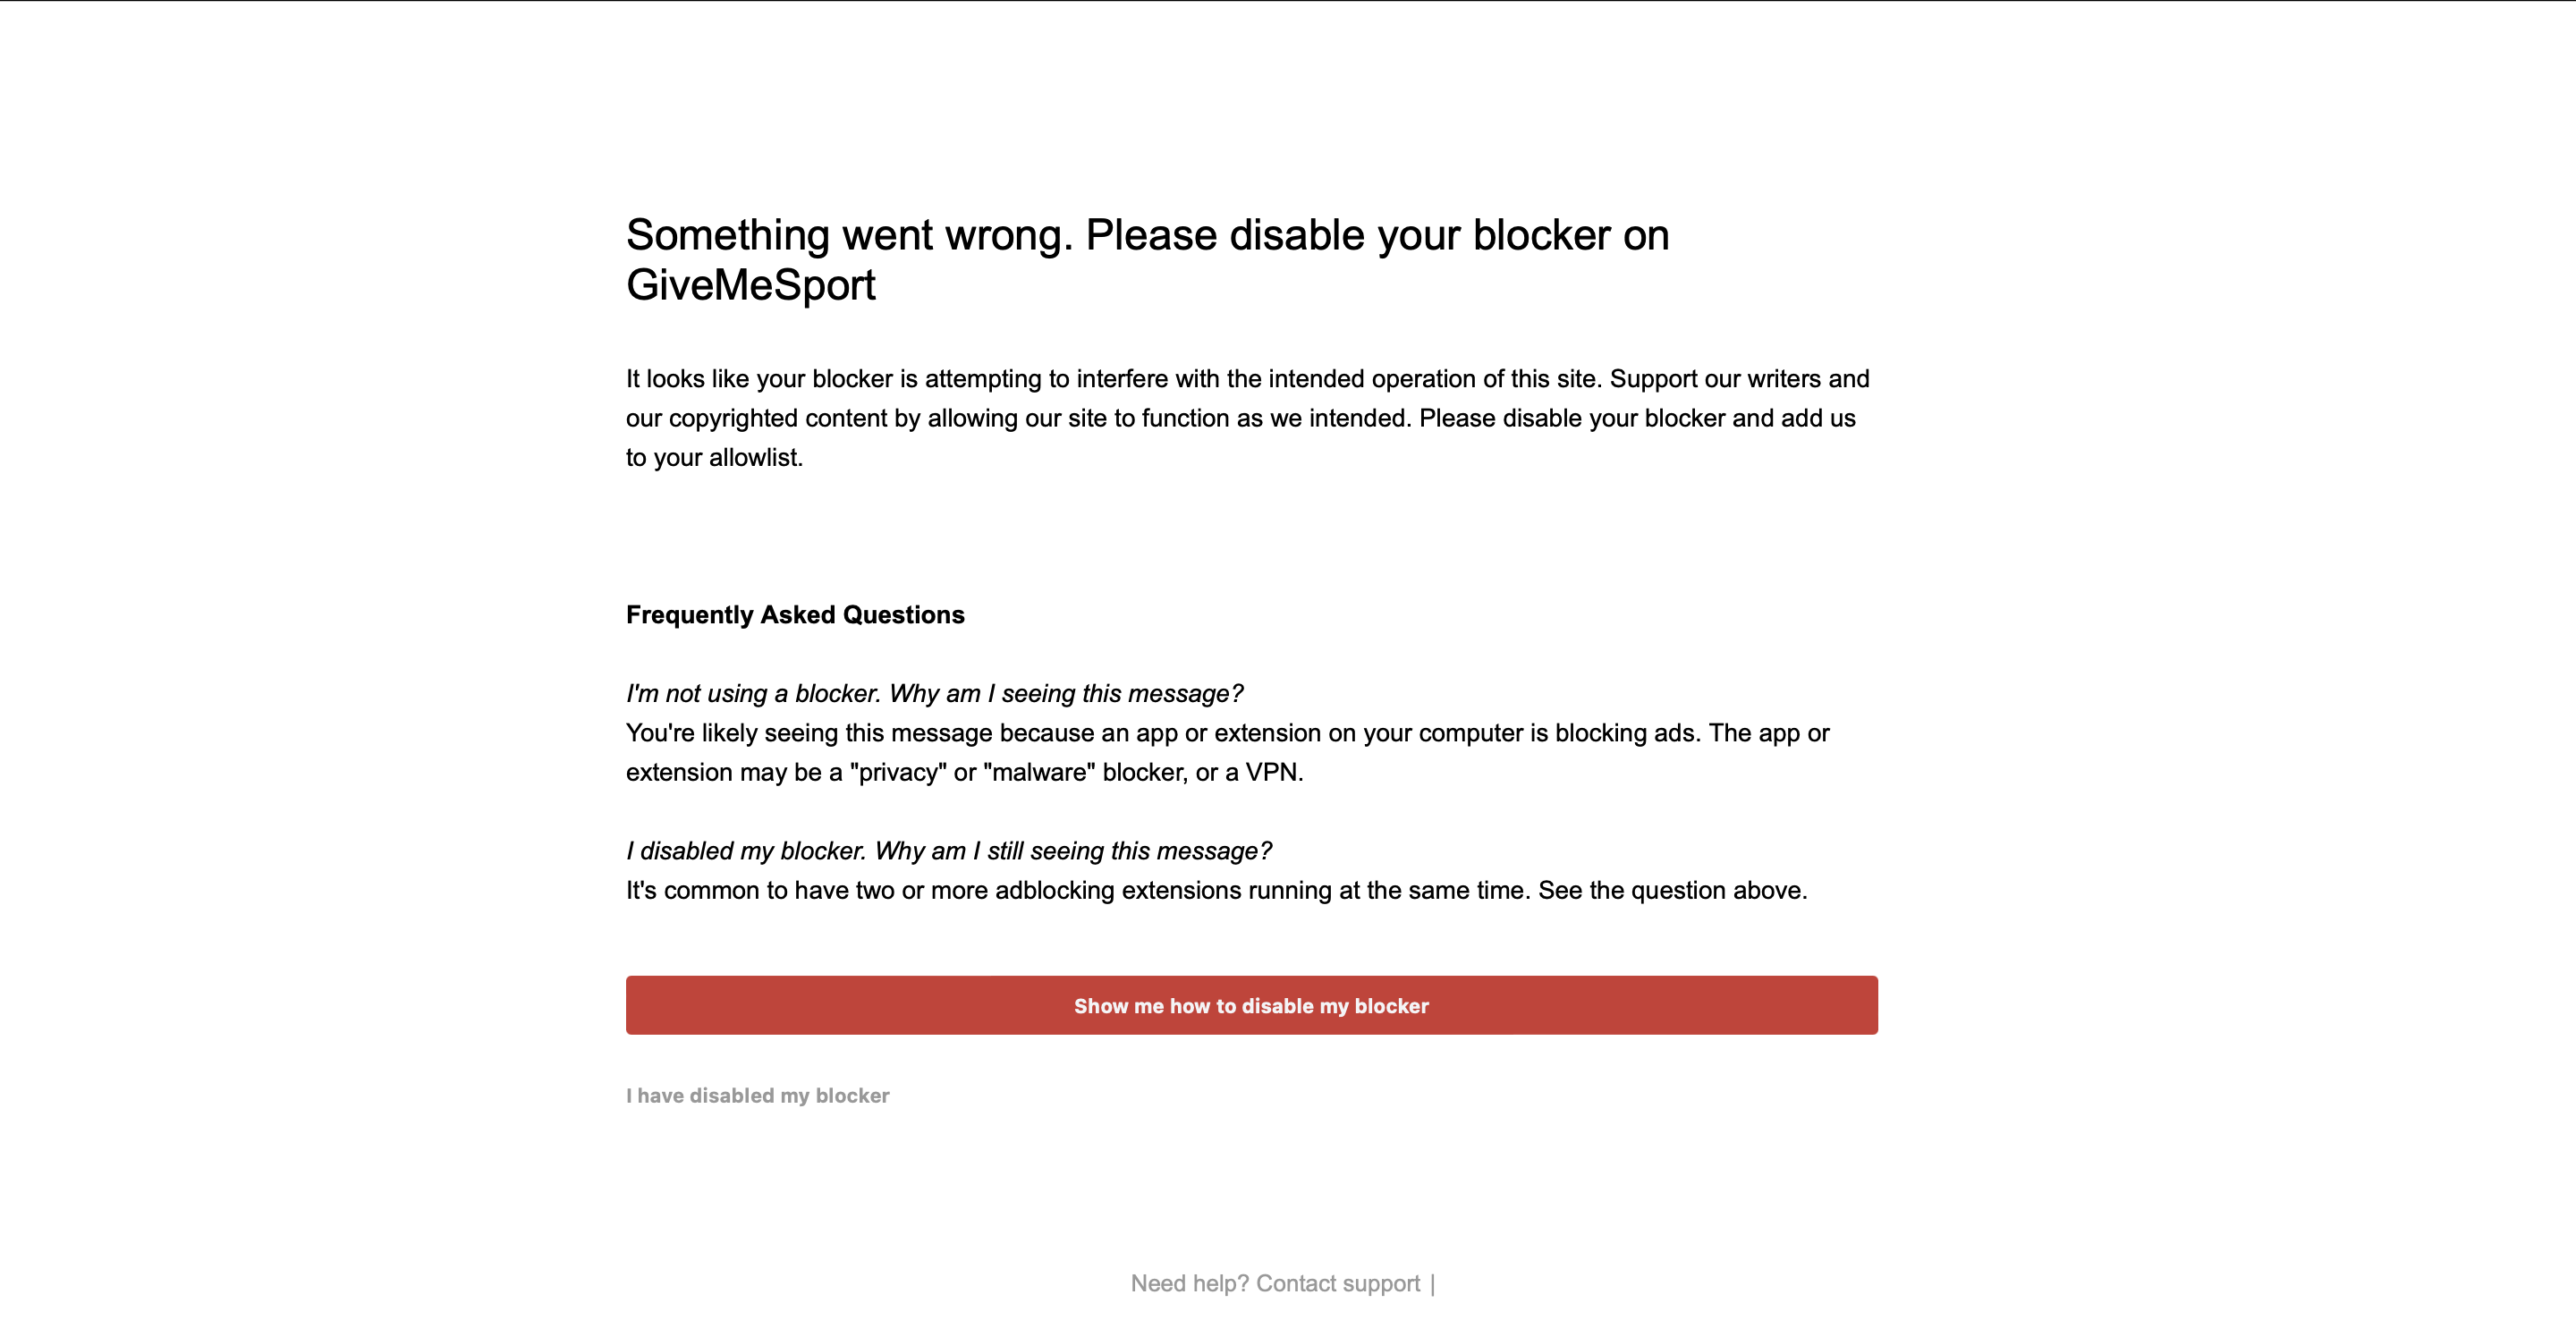 Something went wrong. Please disable your blocker on
GiveMeSport
It looks like your blocker is attempting to interfere with the intended operation of this site. Support our writers and
our copyrighted content by allowing our site to function as we intended. Please disable your blocker and add us
to your allowlist.
Frequently Asked Questions
I'm not using a blocker. Why am I seeing this message?
You're likely seeing this message because an app or extension on your computer is blocking ads. The app or
extension may be a "privacy" or "malware" blocker, or a VPN.
I disabled my blocker. Why am I still seeing this message?
It's common to have two or more adblocking extensions running at the same time. See the question above.
Show me how to disable my blocker
I have disabled my blocker
Need help? Contact support |